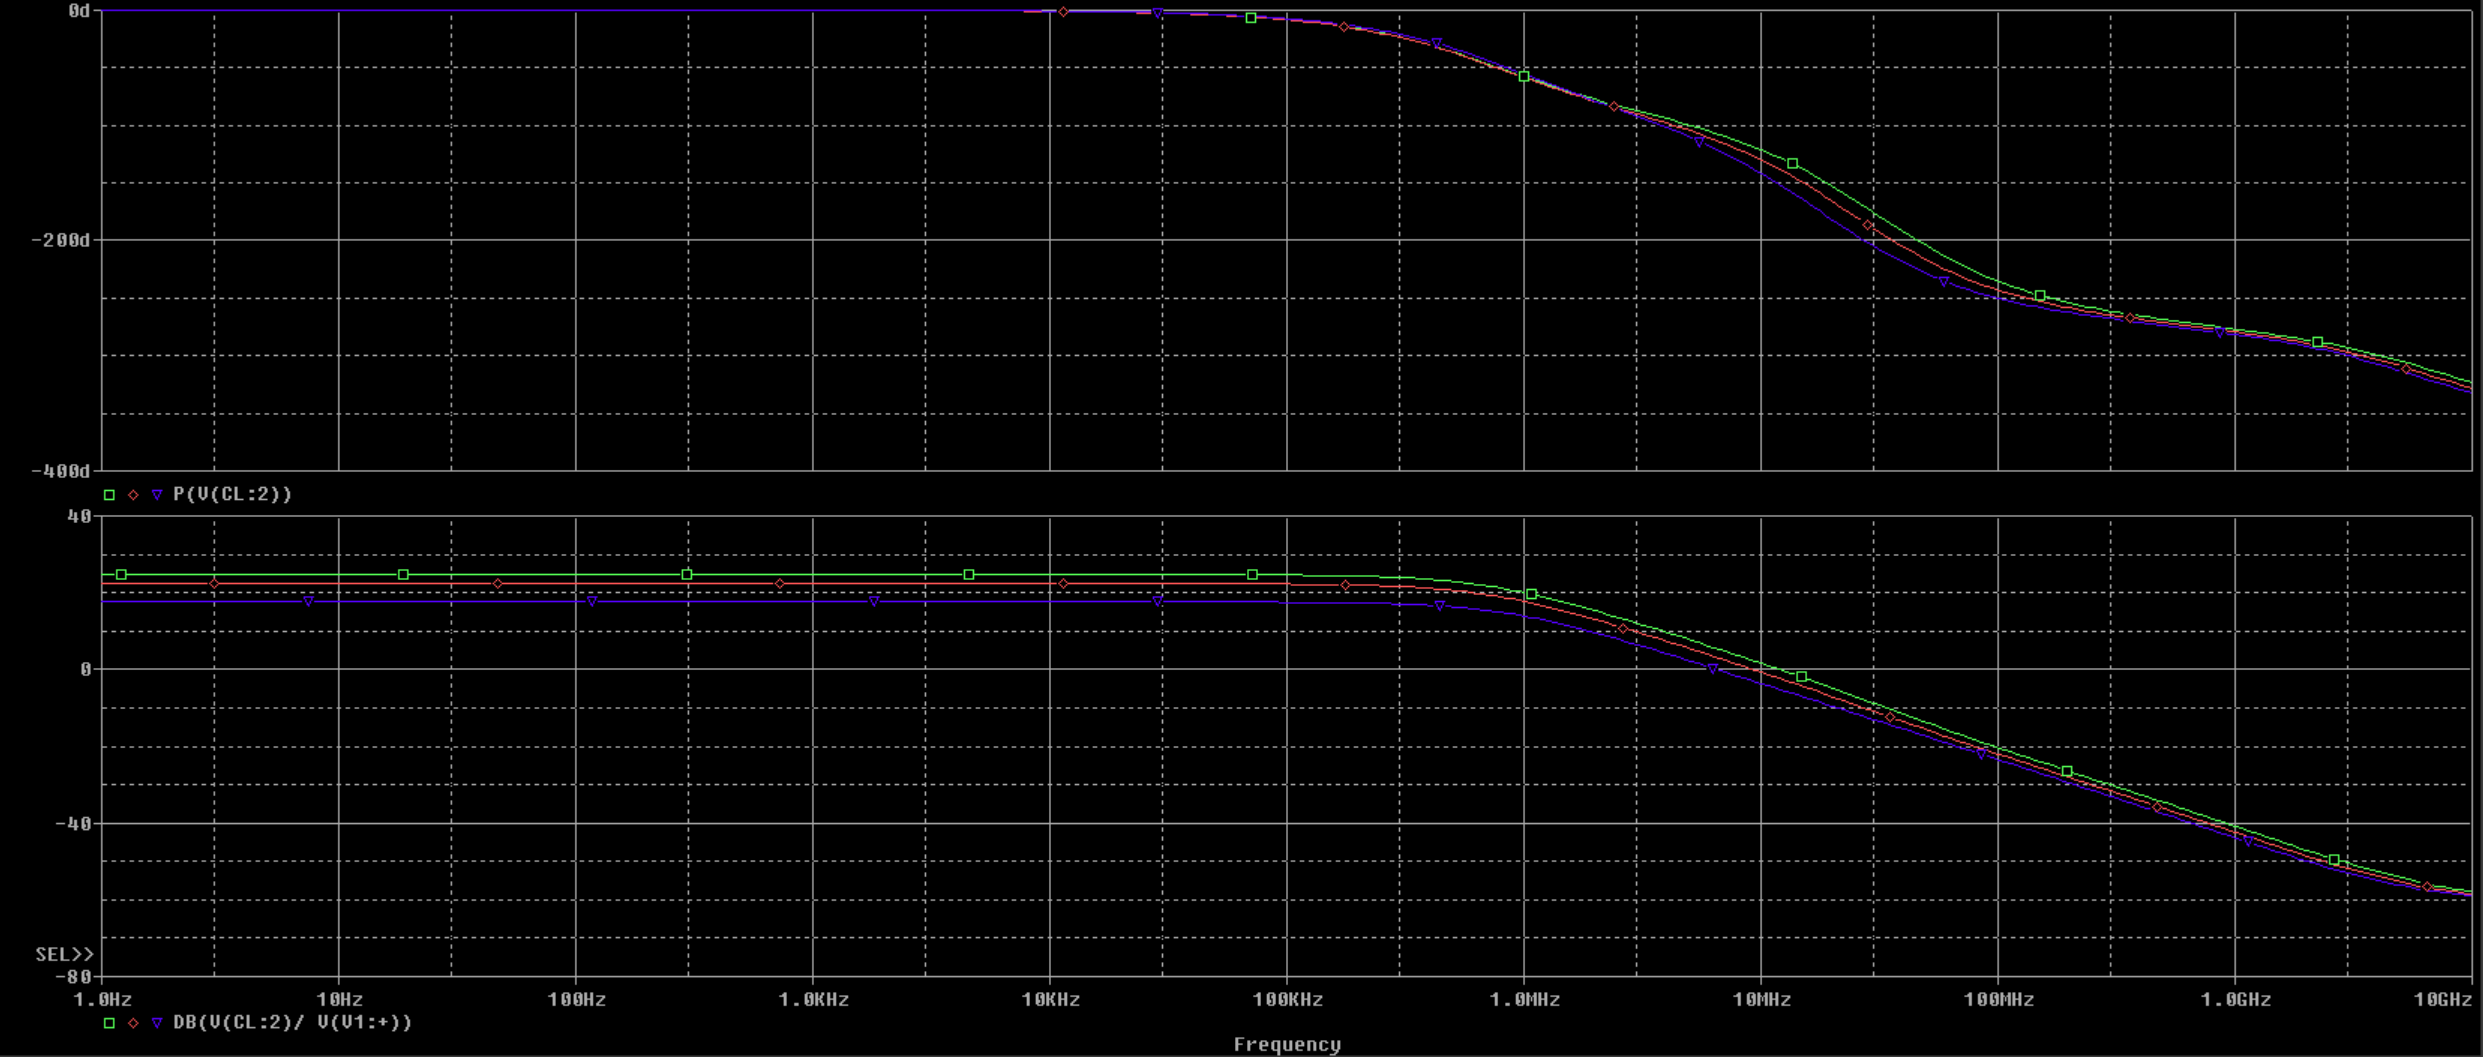 0d
-200d
-400d
P(V(CL:2))
40
0
-40
SEL>>
-80
1.0Hz 10Hz 100Hz 1.0KHz 10KHz 100KHz 1.0MHz 10MHz 100MHz 1.0GHz 10GHz
DB(V(CL:2)/ V(V1:+))
Frequency